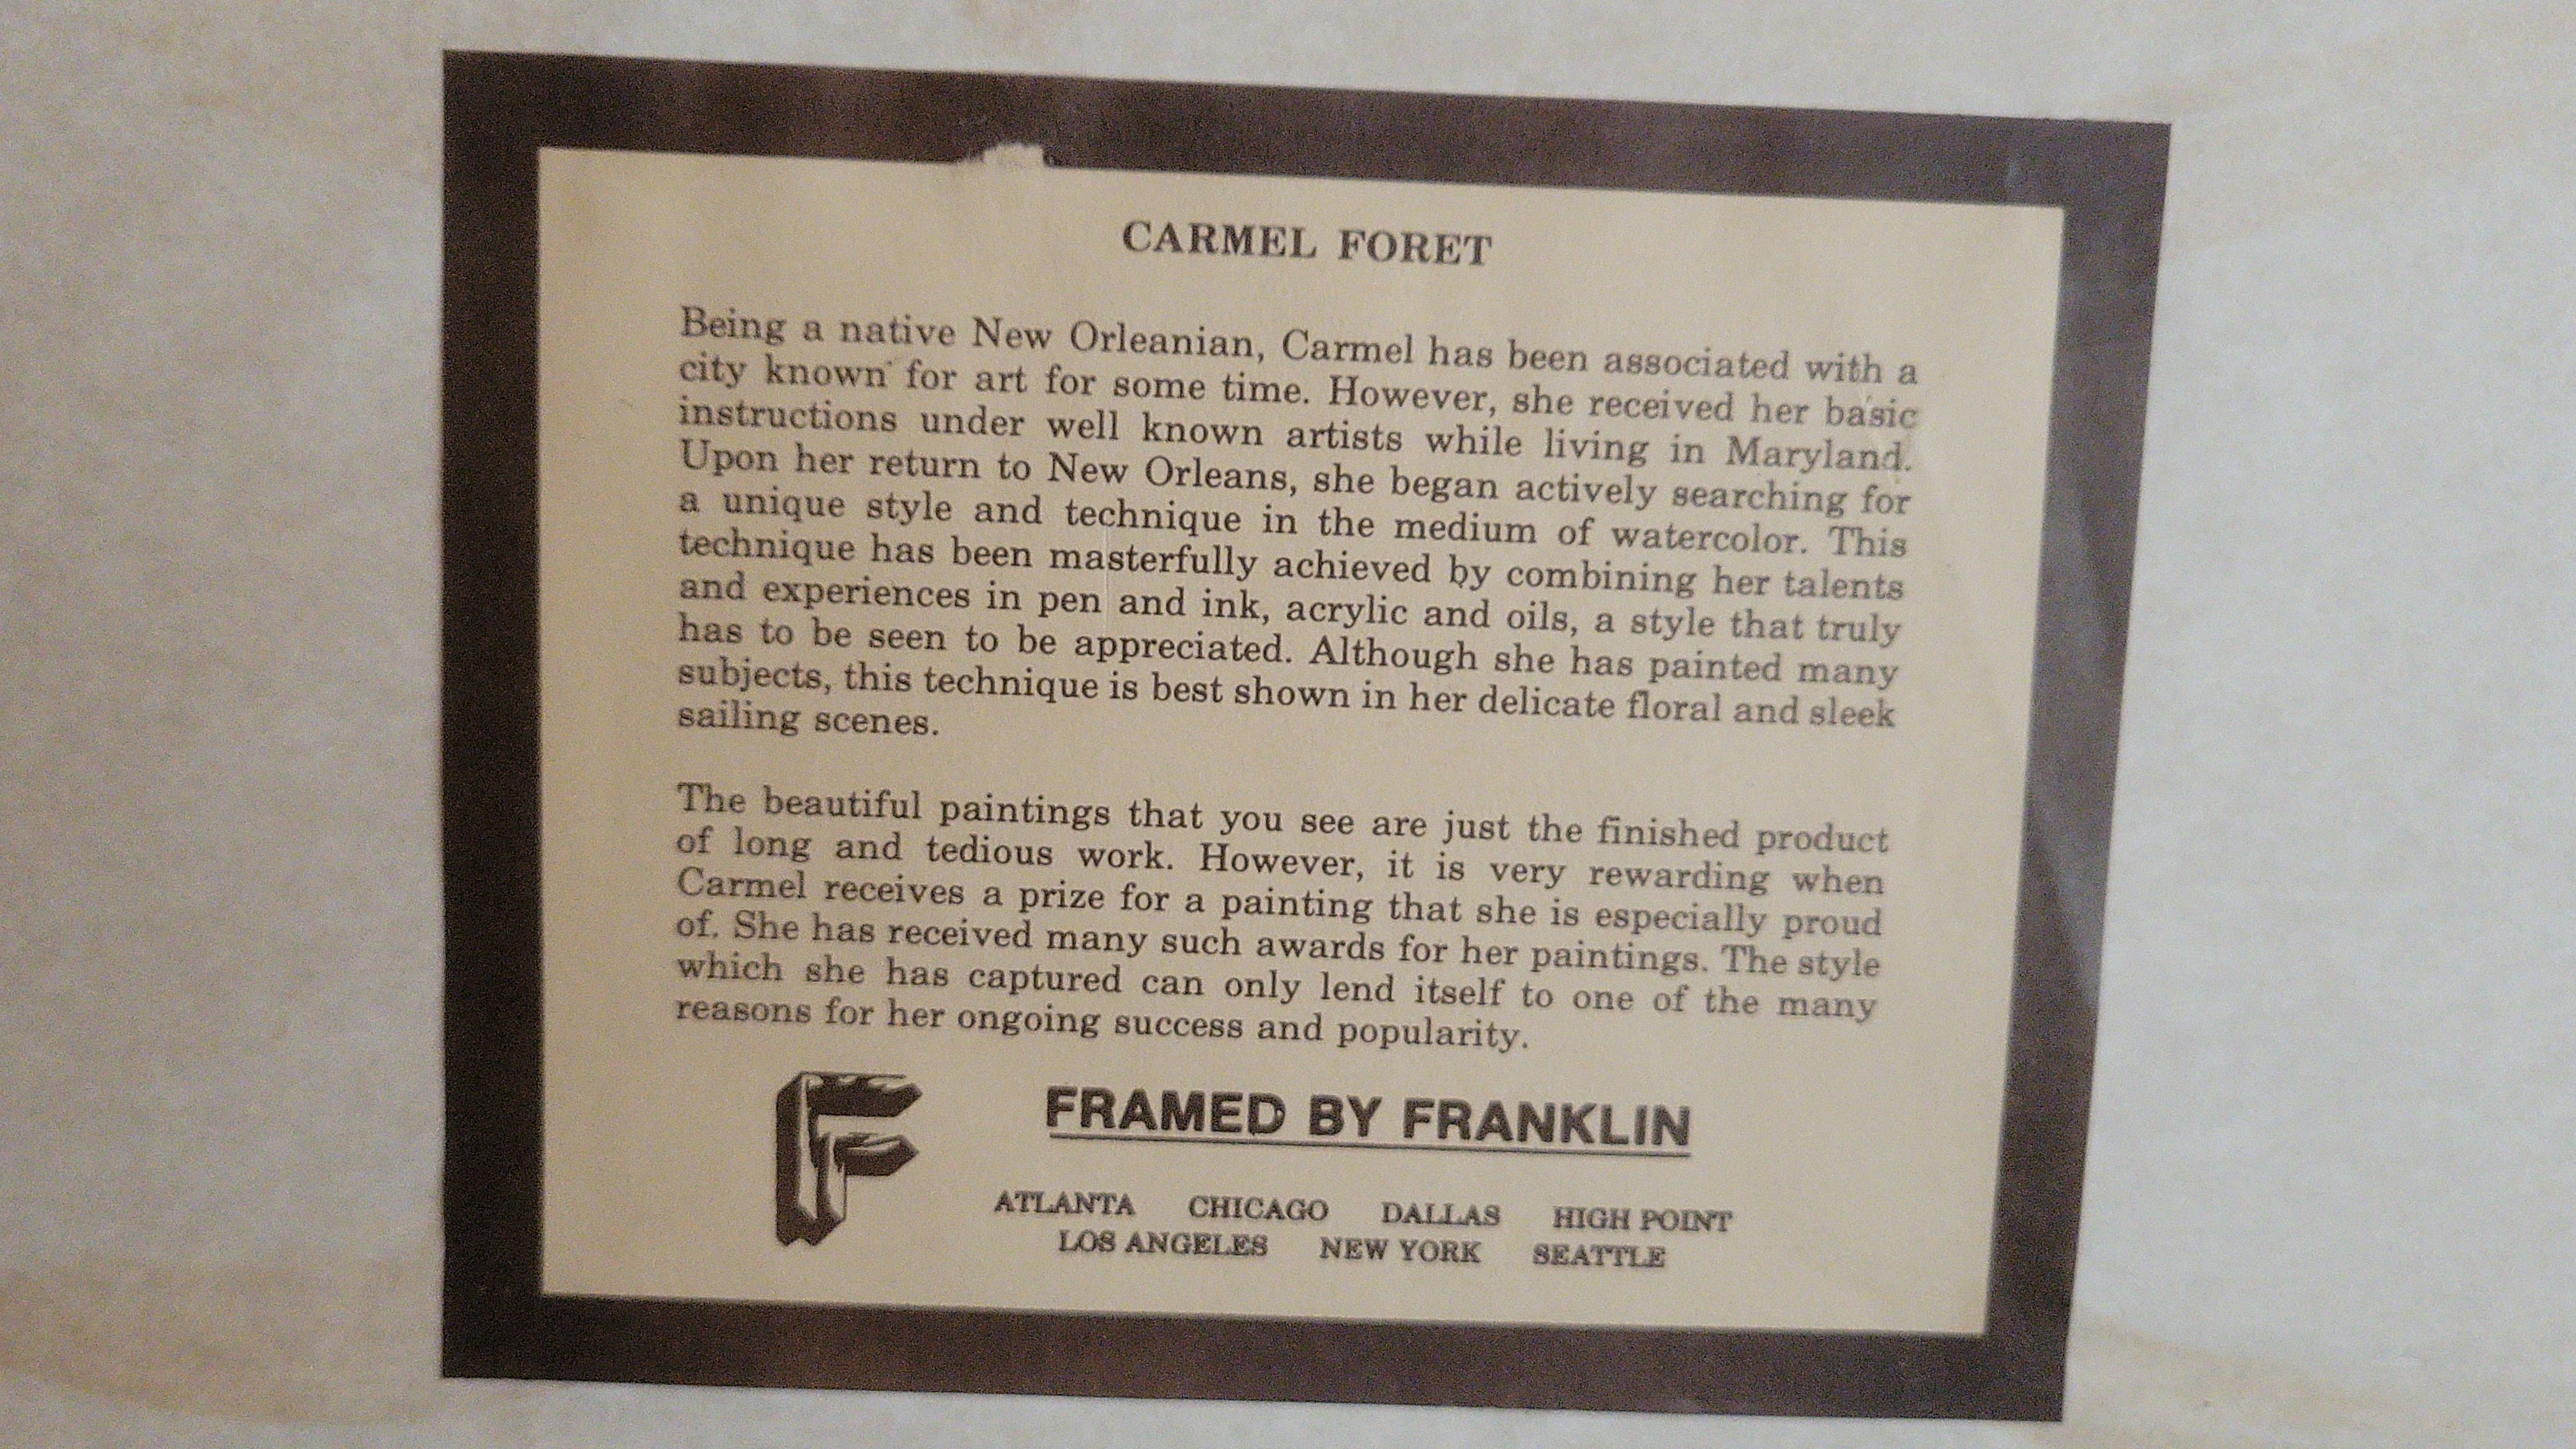 CARMEL FORET
Being a native New Orleanian, Carmel has been associated with a
city known for art for some time. However, she received her basic
instructions under well known artists while living in Maryland.
Upon her return to New Orleans, she began actively searching for
a unique style and technique in the medium of watercolor. This
technique has been masterfully achieved by combining her talents
and experiences in pen and ink, acrylic and oils, a style that truly
has to be seen to be appreciated. Although she has painted many
subjects, this technique is best shown in her delicate floral and sleek
sailing scenes.
The beautiful paintings that you see are just the finished product
of long and tedious work. However, it is very rewarding when
Carmel receives a prize for a painting that she is especially proud
of. She has received many such awards for her paintings. The style
which she has captured can only lend itself to one of the many
reasons for her ongoing success and popularity.
F
FRAMED BY FRANKLIN
ATLANTA CHICAGO DALLAS HIGH POINT
LOS ANGELES NEW YORK SEATTLE